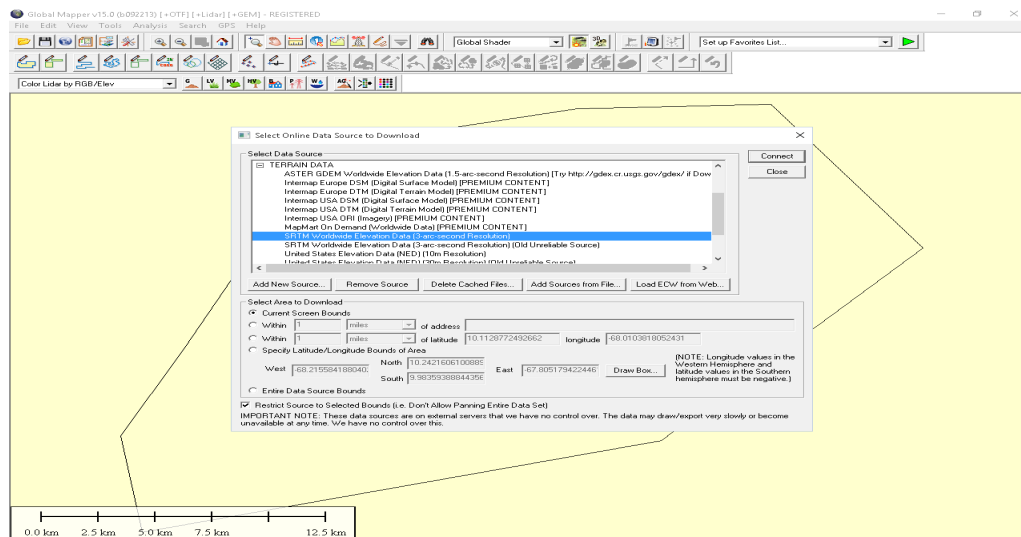 Global Mapper v15.0 (b092213) [+OTF] [+Lidar] [+GEM] - REGISTERED
File Edit View Tools Analysis Search GPS Help
Global Shader
Set up Favorites List...
Color Lidar by RGB/Elev
Select Online Data Source to Download
Select Data Source
TERRAIN DATA
ASTER GDEM Worldwide Elevation Data (1.5-arc-second Resolution) [Try http://gdex.cr.usgs.gov/gdex/ if Dow
Intermap Europe DSM (Digital Surface Model) [PREMIUM CONTENT]
Intermap Europe DTM (Digital Terrain Model) [PREMIUM CONTENT]
Intermap USA DSM (Digital Surface Model) [PREMIUM CONTENT]
Intermap USA DTM (Digital Terrain Model) [PREMIUM CONTENT]
Intermap USA ORI (Imagery) [PREMIUM CONTENT]
MapMart On Demand (Worldwide Data) [PREMIUM CONTENT]
SRTM Worldwide Elevation Data (3-arc-second Resolution)
SRTM Worldwide Elevation Data (3-arc-second Resolution) (Old Unreliable Source)
United States Elevation Data (NED) (10m Resolution)
United States Elevation Data (NED) (30m Resolution) (Old Unreliable Source)
Connect
Close
Add New Source...
Remove Source
Delete Cached Files...
Add Sources from File...
Load ECW from Web...
Select Area to Download
Current Screen Bounds
Within 1 miles of address
Within 1 miles of latitude 10.1128772492662 longitude -68.0103818052431
Specify Latitude/Longitude Bounds of Area
North 10.2421606100885
West -68.215584188040 East -67.805179422446 Draw Box...
South 9.98359388844356
(NOTE: Longitude values in the
Western Hemisphere and
latitude values in the Southern
hemisphere must be negative.)
Entire Data Source Bounds
Restrict Source to Selected Bounds (i.e. Don't Allow Panning Entire Data Set)
IMPORTANT NOTE: These data sources are on external servers that we have no control over. The data may draw/export very slowly or become
unavailable at any time. We have no control over this.
0.0 km 2.5 km 5.0 km 7.5 km 12.5 km